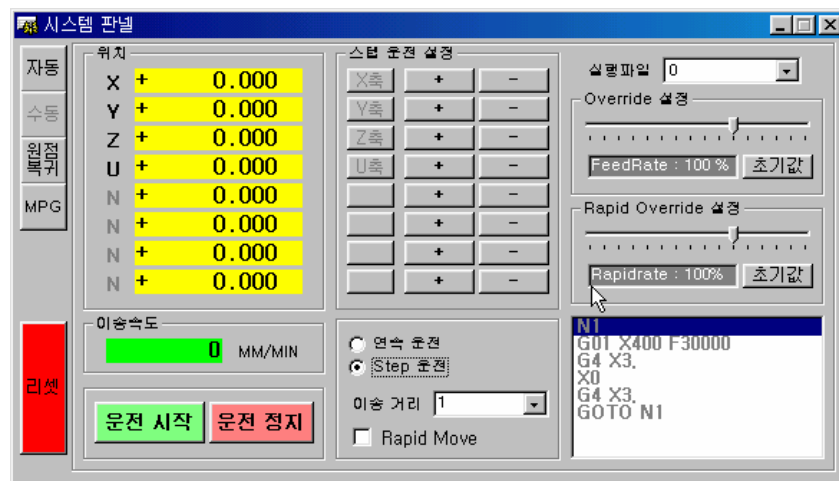 시스템 판넬
자동
수동
원점
복귀
MPG
리셋
위치
X + 0.000
Y + 0.000
Z + 0.000
U + 0.000
N + 0.000
N + 0.000
N + 0.000
N + 0.000
이송속도
0 MM/MIN
운전 시작 운전 정지
스텝 운전 설정
X축 + -
Y축 + -
Z축 + -
U축 + -
+ -
+ -
+ -
+ -
연속 운전
Step 운전
이송 거리 1
Rapid Move
실행파일 0
Override 설정
FeedRate : 100 % 초기값
Rapid Override 설정
Rapidrate : 100% 초기값
N1
G01 X400 F30000
G4 X3.
X0
G4 X3.
GOTO N1